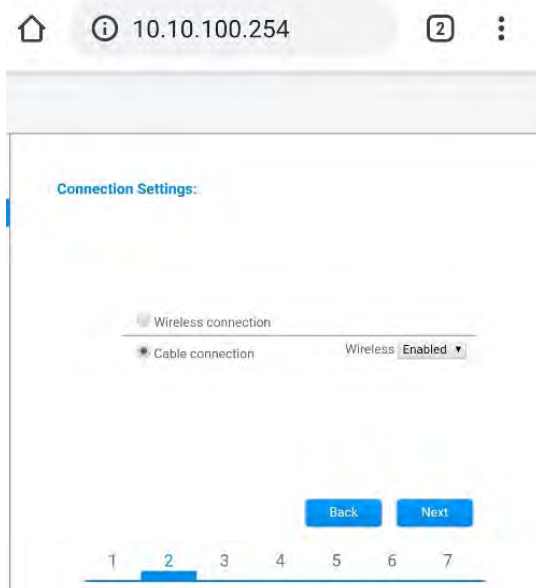 10.10.100.254
2
Connection Settings:
Wireless connection
Cable connection Wireless Enabled
Back Next
1 2 3 4 5 6 7